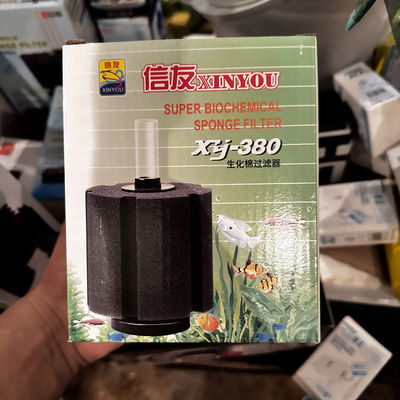 信友
XINYOU
信友XINYOU
SUPER BIOCHEMICAL
SPONGE FILTER
XY-380
生化棉过滤器